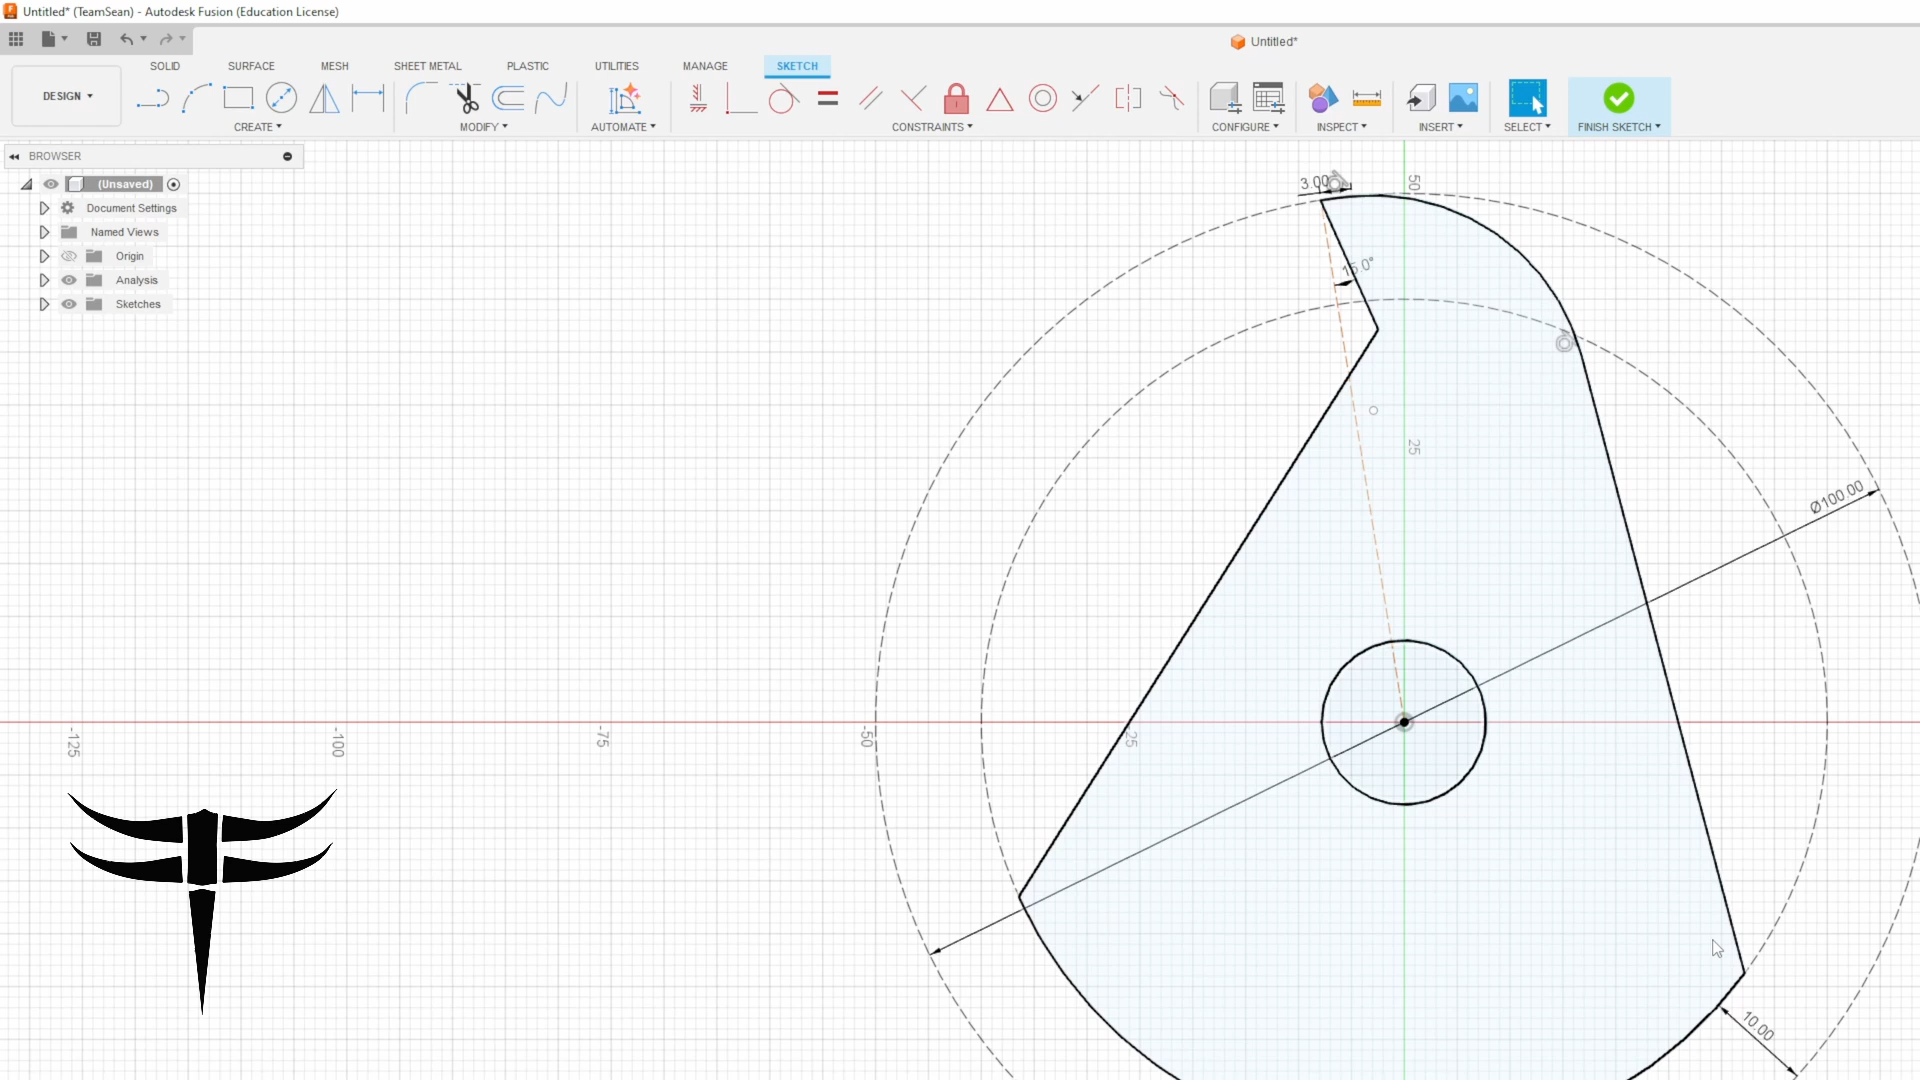 Untitled* (TeamSean) - Autodesk Fusion (Education License)
Untitled*
SOLID SURFACE MESH SHEET METAL PLASTIC UTILITIES MANAGE SKETCH
DESIGN
CREATE MODIFY AUTOMATE CONSTRAINTS CONFIGURE INSPECT INSERT SELECT FINISH SKETCH
BROWSER
(Unsaved)
Document Settings
Named Views
Origin
Analysis
Sketches
3.00
50
15.0°
25
Ø100.00
-125
-100
-75
-50
25
10.00